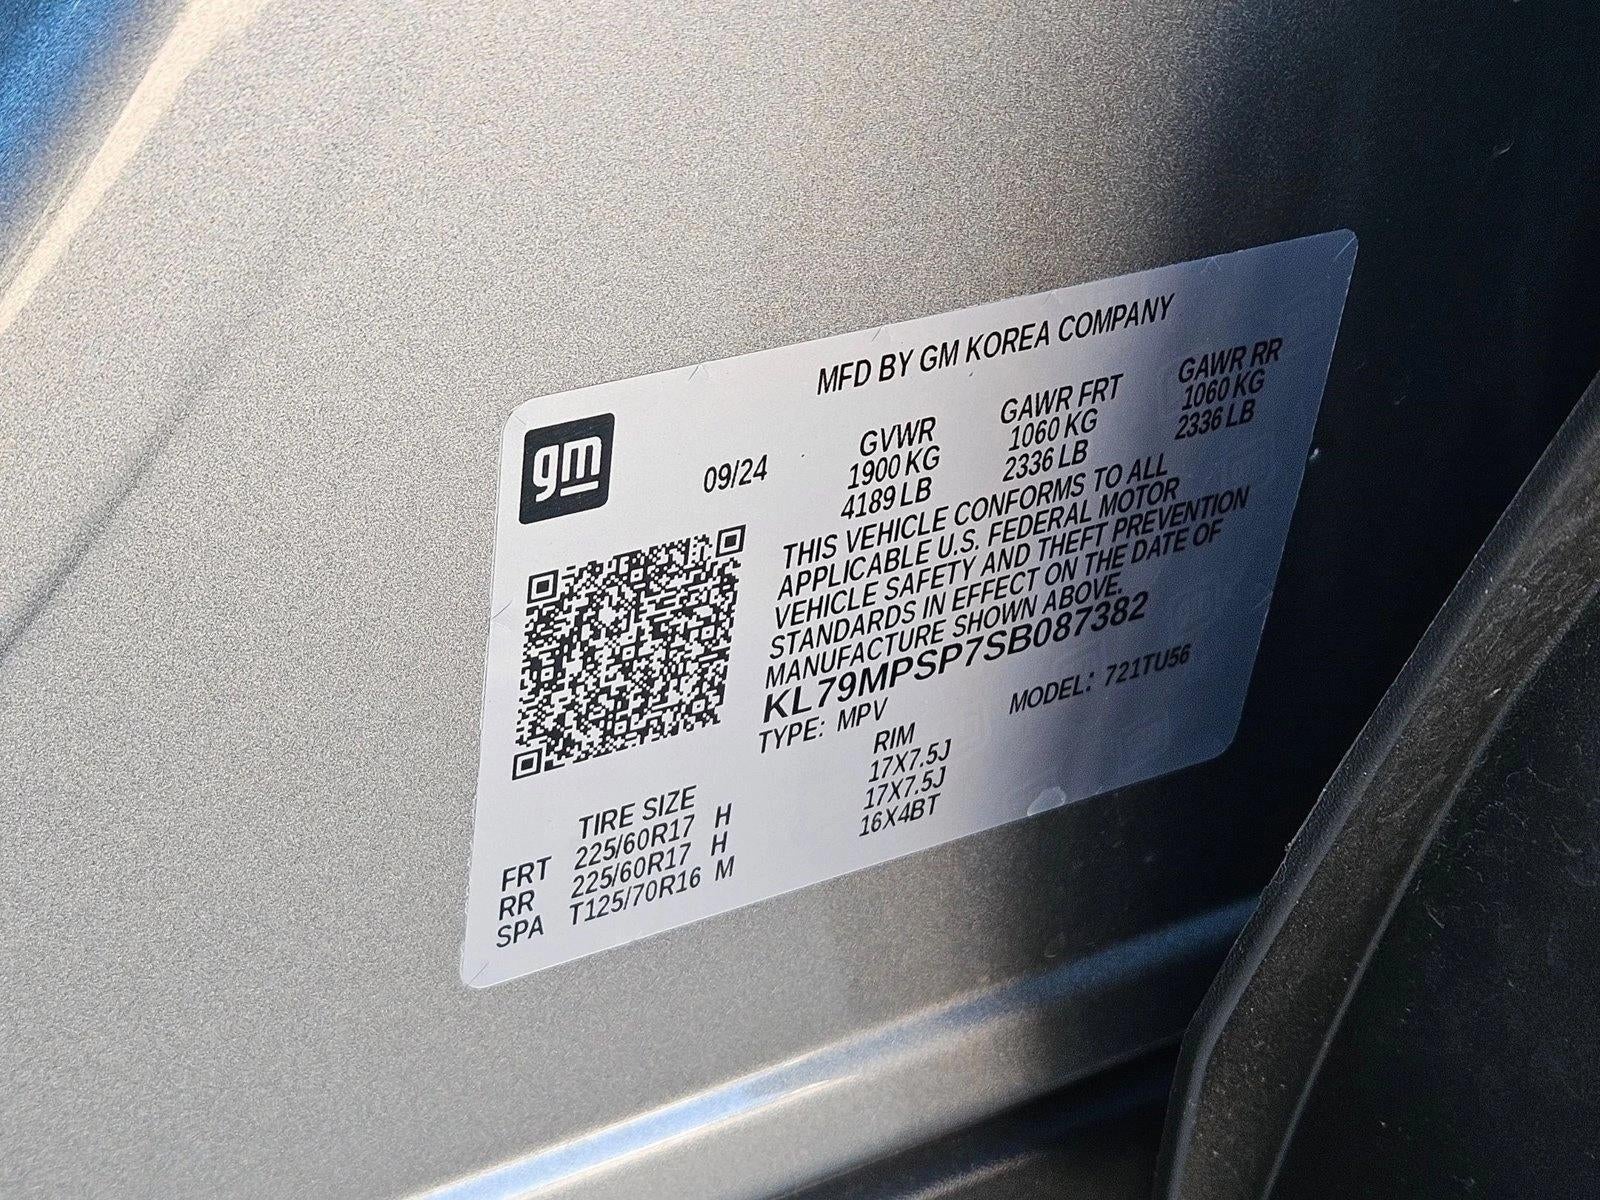 MFD BY GM KOREA COMPANY
gm
09/24
GVWR GAWR FRT GAWR RR
1900 KG 1060 KG 1060 KG
4189 LB 2336 LB 2336 LB
THIS VEHICLE CONFORMS TO ALL
APPLICABLE U.S. FEDERAL MOTOR
VEHICLE SAFETY AND THEFT PREVENTION
STANDARDS IN EFFECT ON THE DATE OF
MANUFACTURE SHOWN ABOVE.
KL79MPSP7SB087382
TYPE: MPV MODEL: 721TU56
TIRE SIZE RIM
FRT 225/60R17 H 17X7.5J
RR 225/60R17 H 17X7.5J
SPA T125/70R16 M 16X4BT